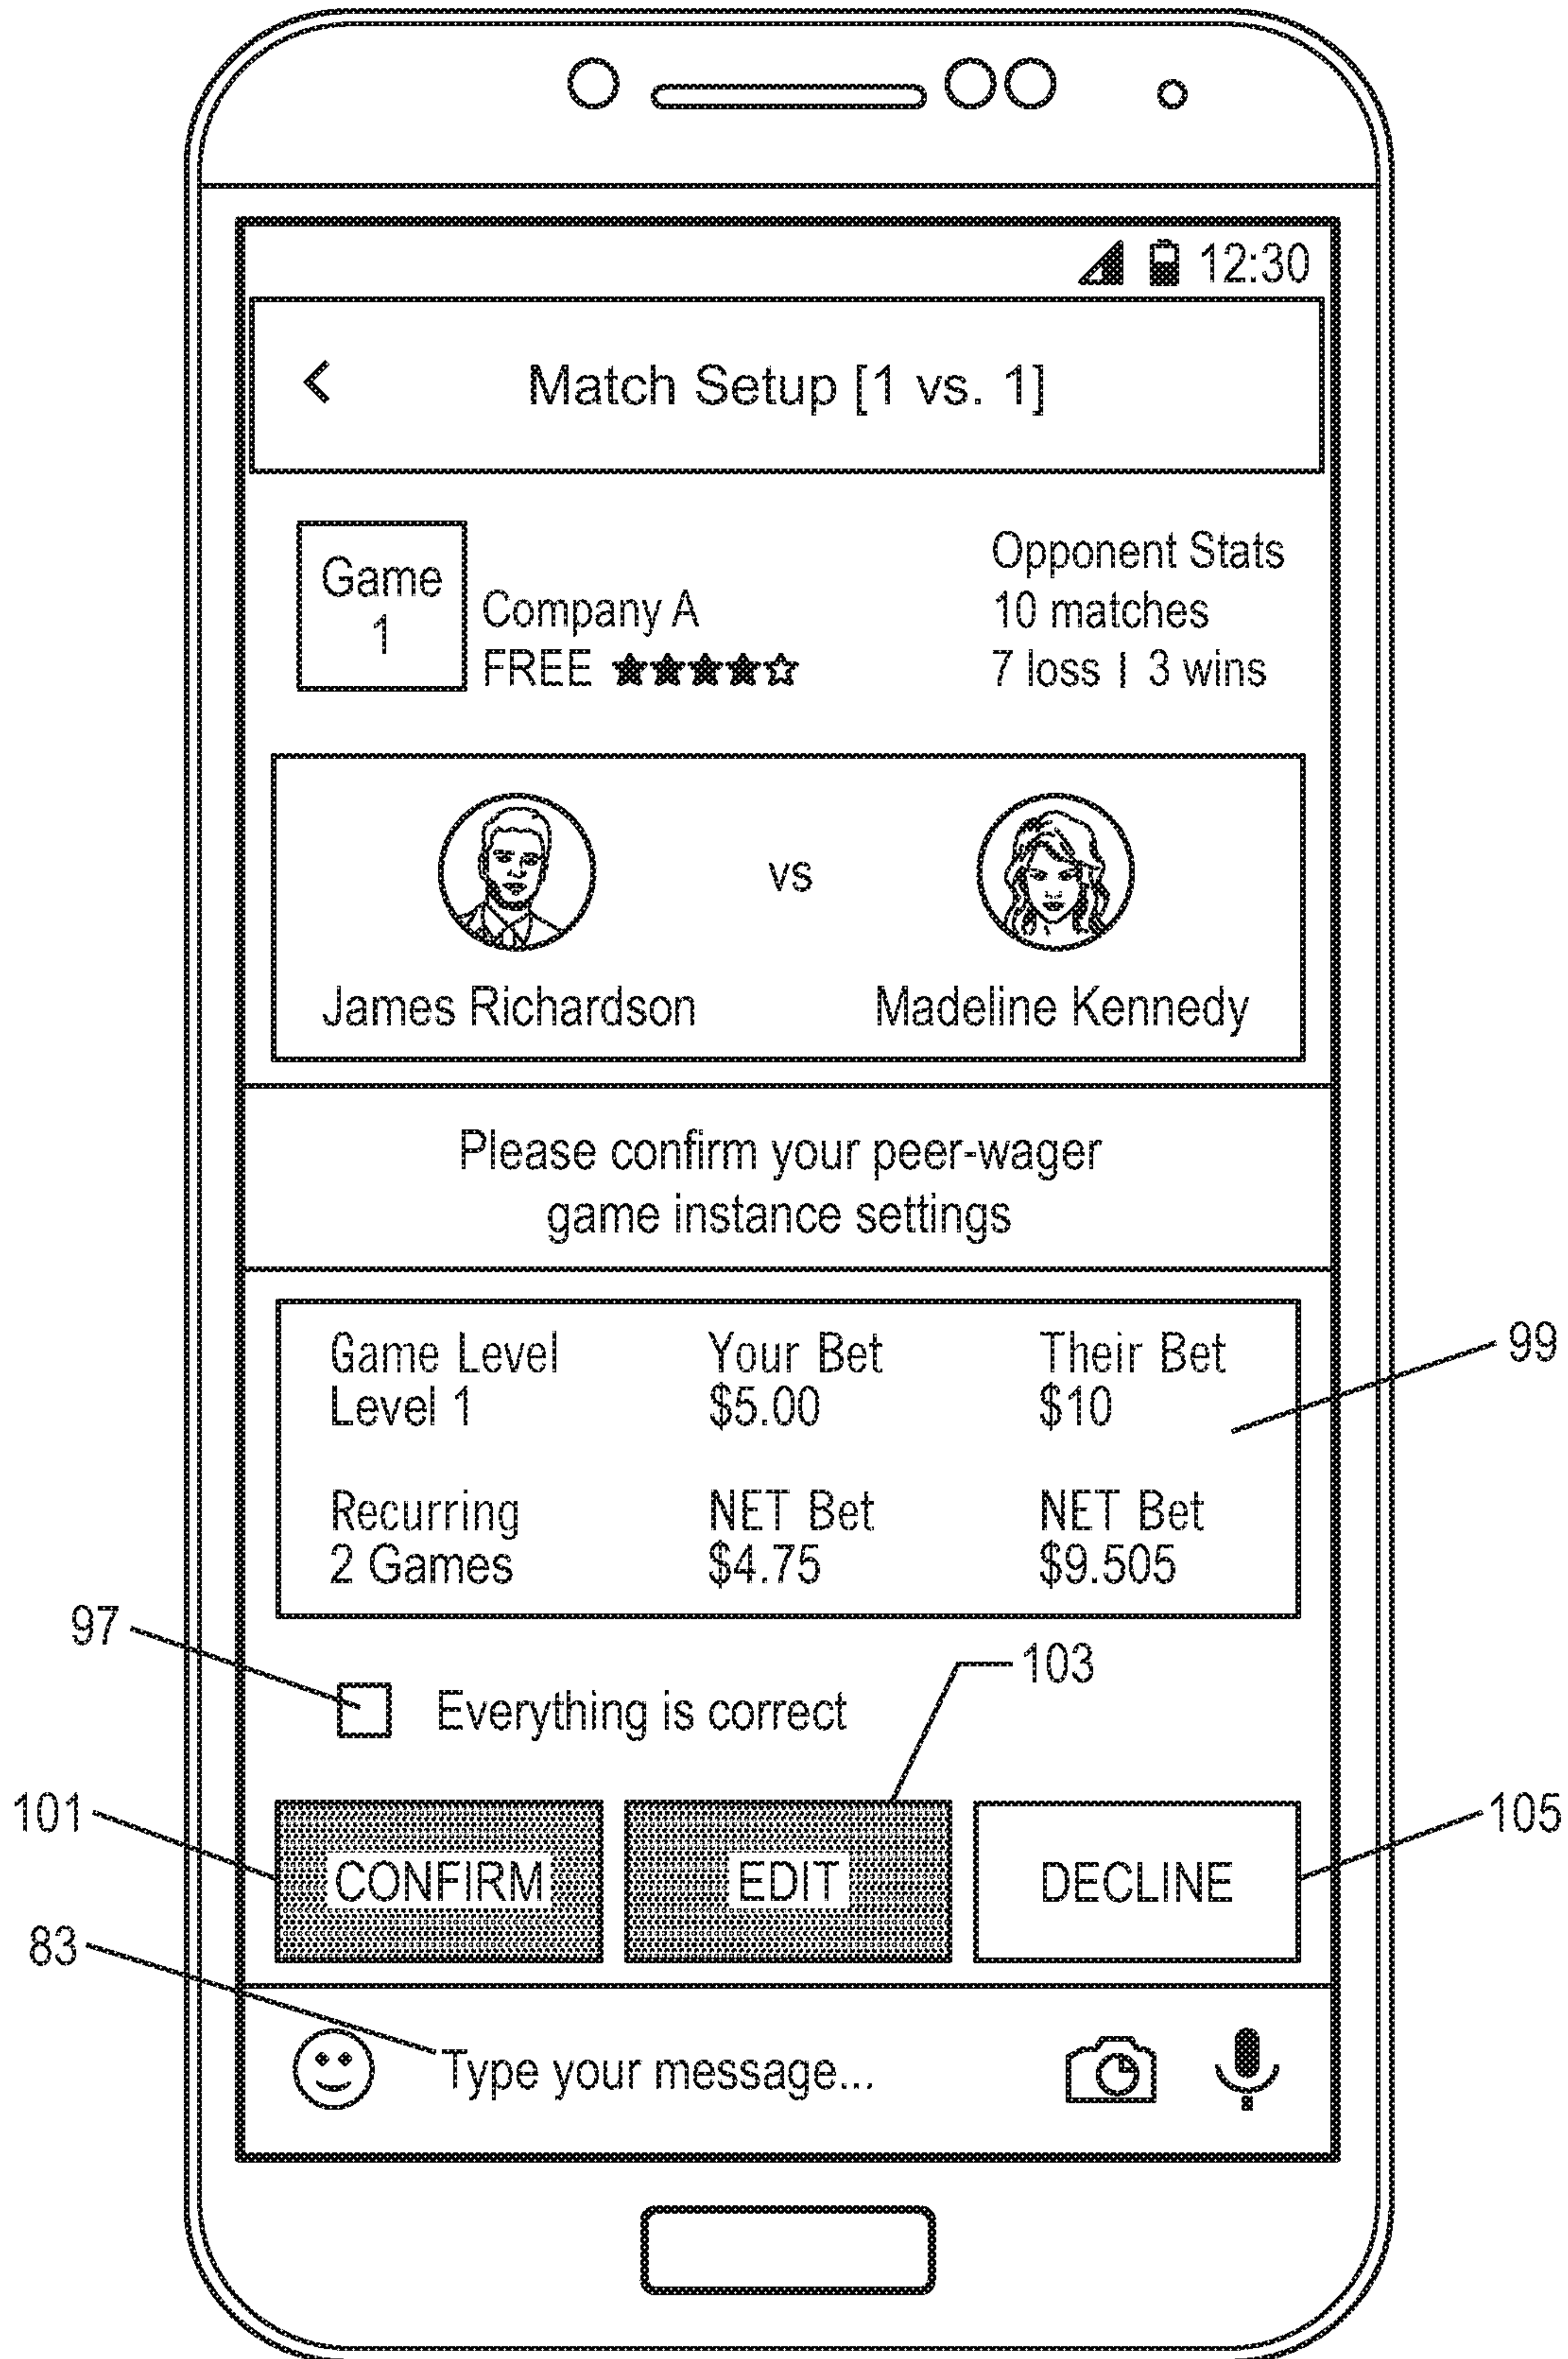 12:30
< Match Setup [1 vs. 1]
Game
1
Company A
FREE
Opponent Stats
10 matches
7 loss | 3 wins
vs
James Richardson
Madeline Kennedy
Please confirm your peer-wager
game instance settings
Game Level
Level 1
Your Bet
$5.00
Their Bet
$10
99
Recurring
2 Games
NET Bet
$4.75
NET Bet
$9.505
97
103
Everything is correct
101
105
CONFIRM
EDIT
DECLINE
83
Type your message...